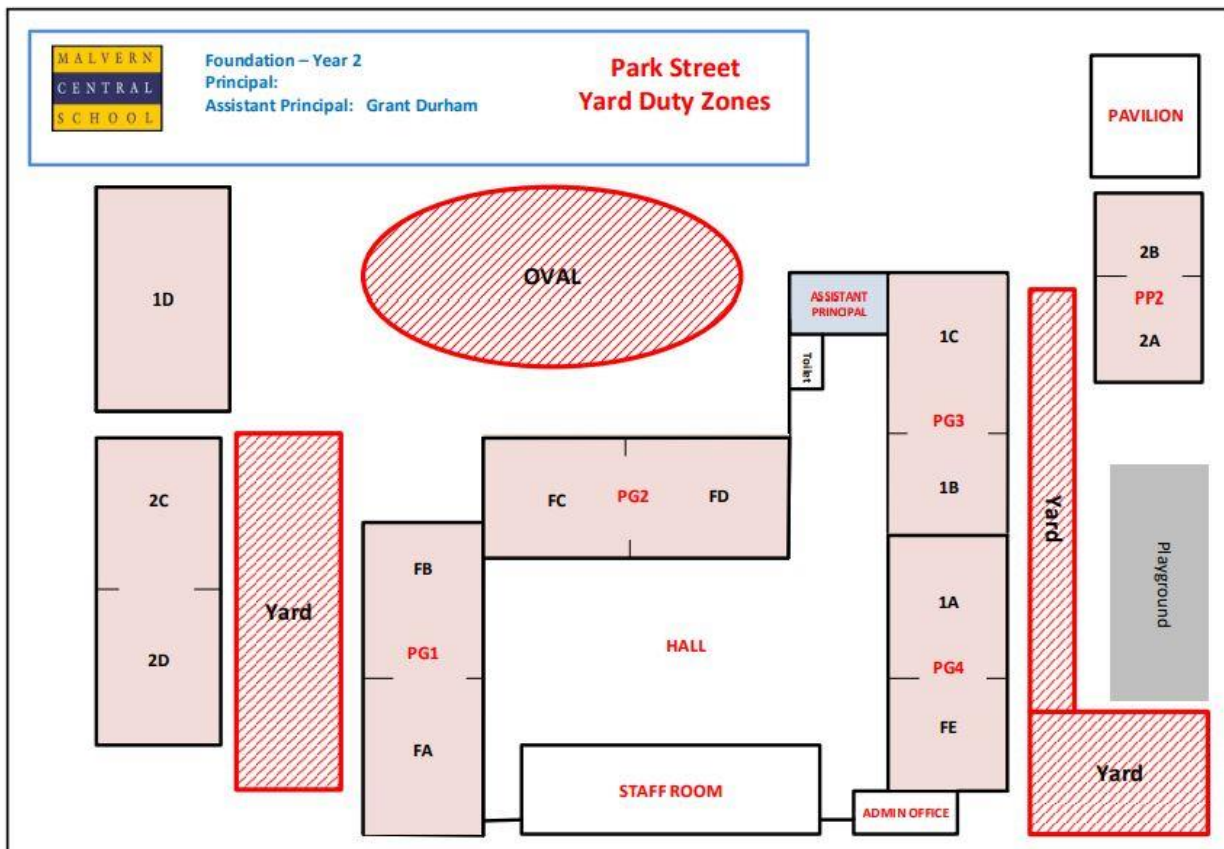 MALVERN
CENTRAL
SCHOOL
Foundation – Year 2
Principal:
Assistant Principal: Grant Durham
Park Street
Yard Duty Zones
PAVILION
1D
OVAL
ASSISTANT
PRINCIPAL
Toilet
1C
PG3
1B
2B
PP2
2A
2C
2D
Yard
FB
PG1
FA
FC
PG2
FD
HALL
1A
PG4
FE
Yard
Playground
STAFF ROOM
ADMIN OFFICE
Yard